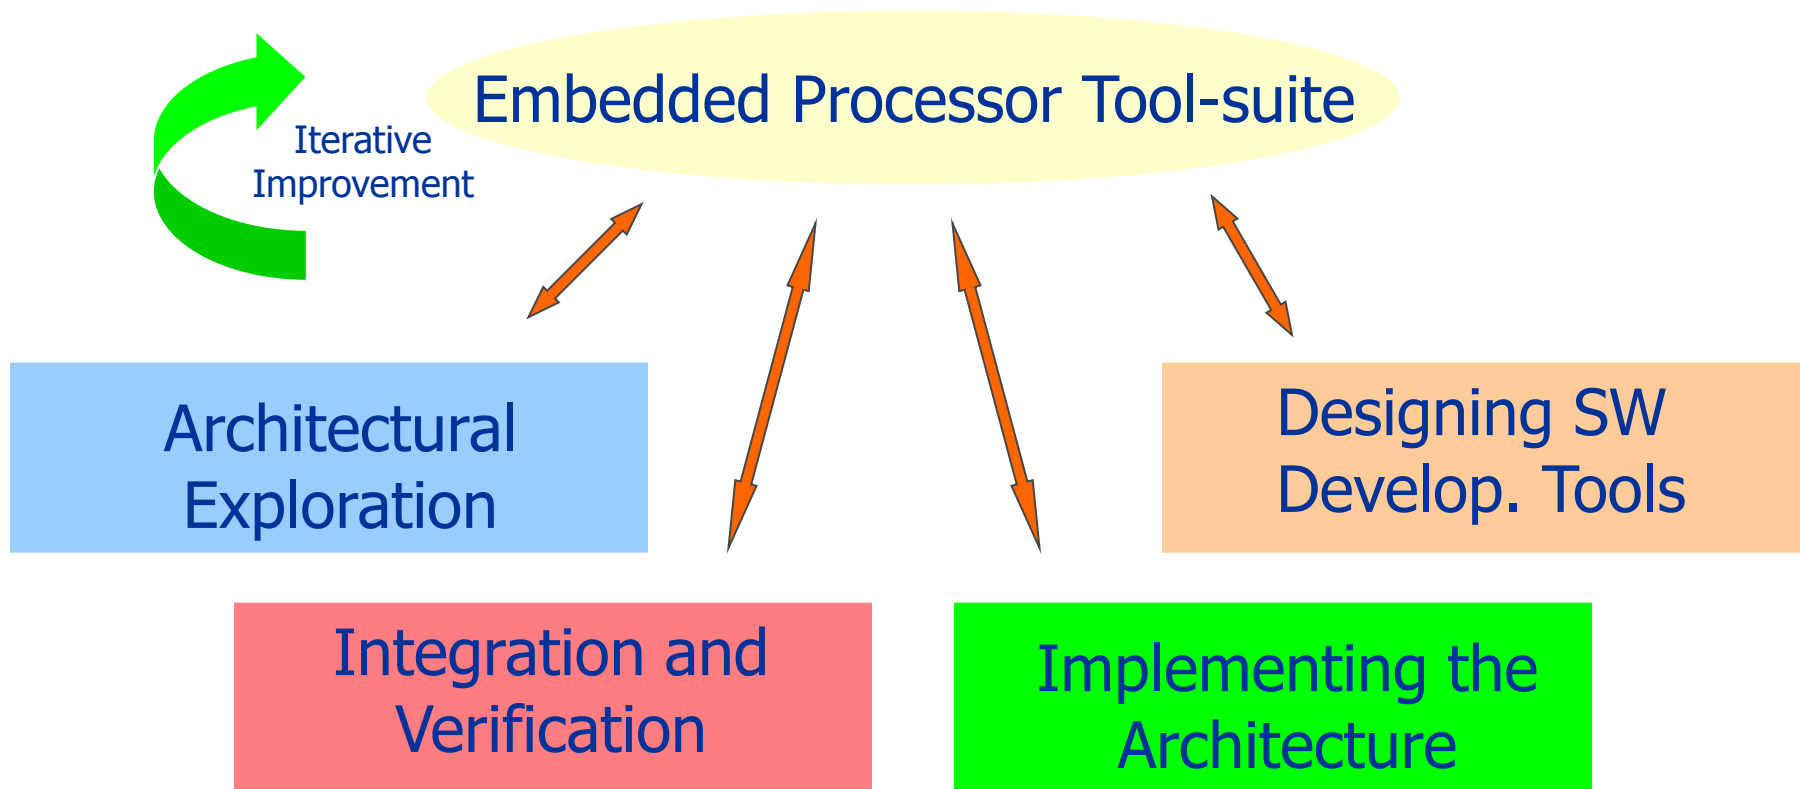 Embedded Processor Tool-suite
Iterative
Improvement
Architectural
Exploration
Designing SW
Develop. Tools
Integration and
Verification
Implementing the
Architecture